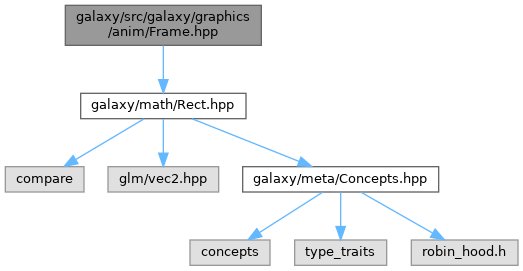 galaxy/src/galaxy/graphics
/anim/Frame.hpp
galaxy/math/Rect.hpp
compare
glm/vec2.hpp
galaxy/meta/Concepts.hpp
concepts
type_traits
robin_hood.h